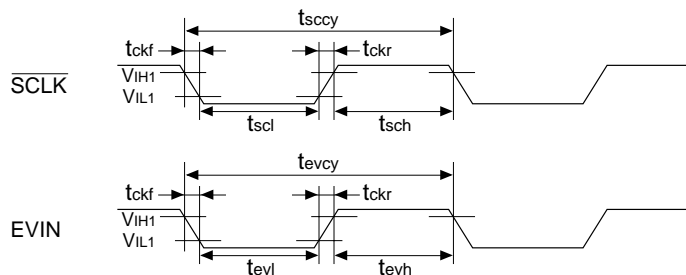 tsccy
tckf tckr
SCLK VIH1
VIL1
tscl tsch
tevcy
tckf tckr
VIH1
EVIN VIL1
tevl tevh